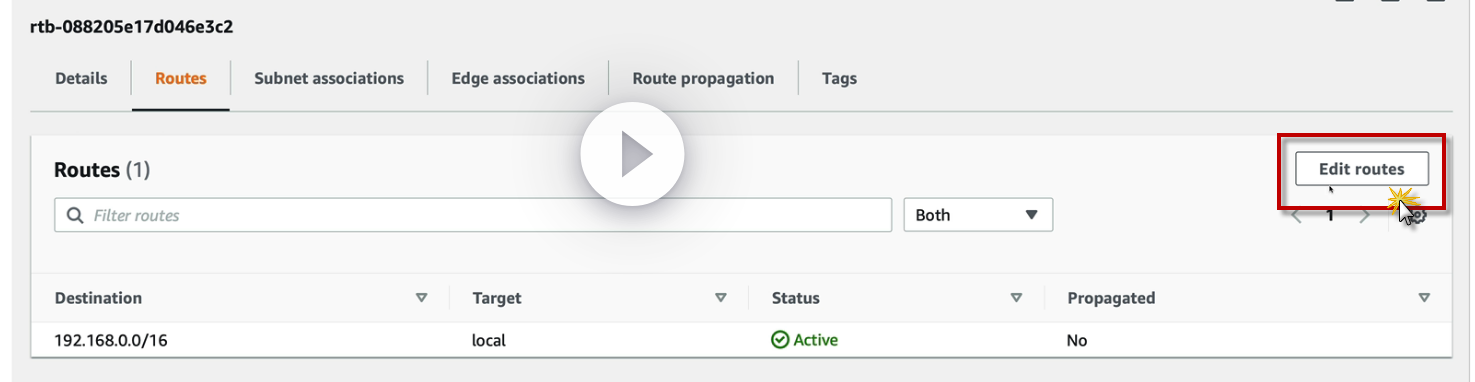 rtb-088205e17d046e3c2
Details Routes Subnet associations Edge associations Route propagation Tags
Routes (1)
Edit routes
Filter routes
Both
1
Destination Target Status Propagated
192.168.0.0/16 local Active No